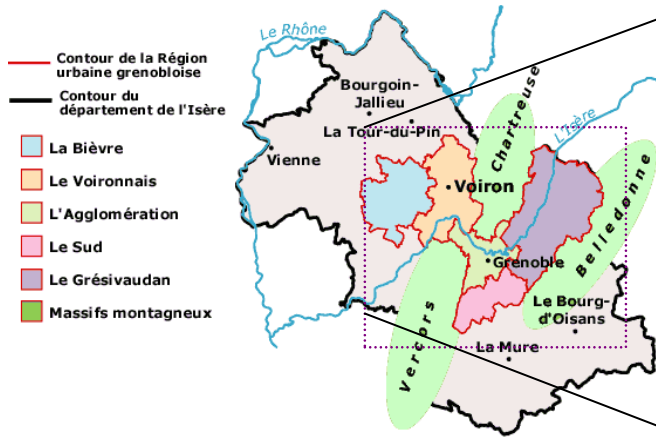 Contour de la Région
urbaine grenobloise
Contour du
département de l'Isère
La Bièvre
Le Voironnais
L'Agglomération
Le Sud
Le Grésivaudan
Massifs montagneux
Le Rhône
Bourgoin-
Jallieu
La Tour-du-Pin
Vienne
Chartreuse
L'Isère
Voiron
Belledonne
Grenoble
Vercors
Le Bourg-
d'Oisans
La Mure